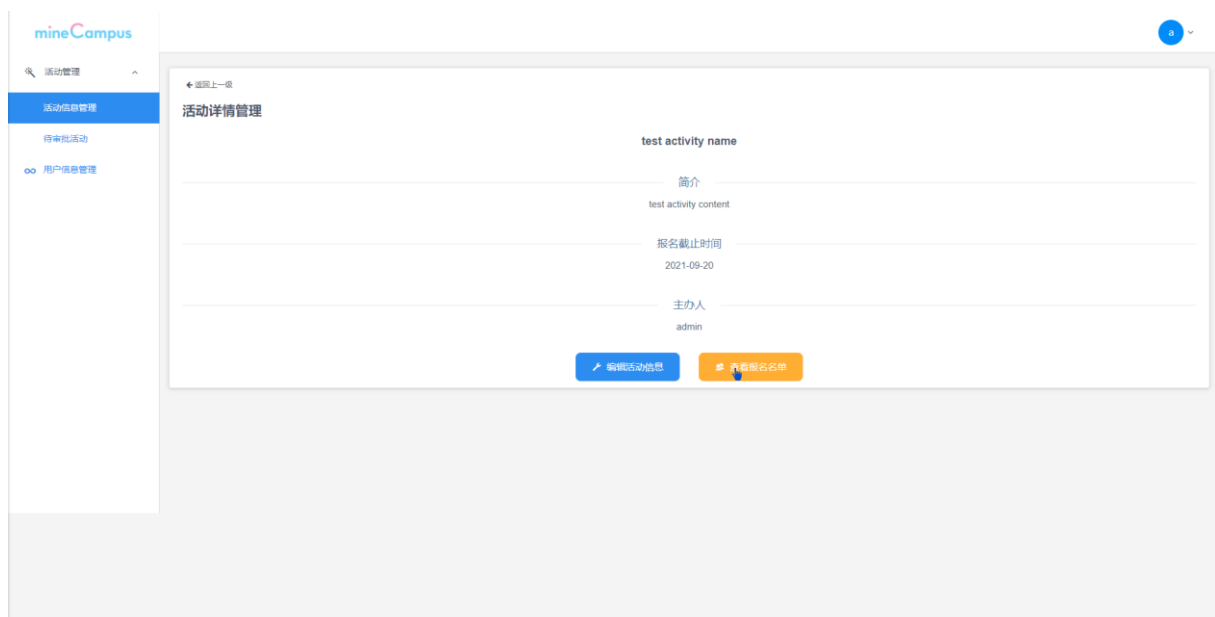 mineCampus
a
活动管理
活动信息管理
待审批活动
用户信息管理
返回上一级
活动详情管理
test activity name
简介
test activity content
报名截止时间
2021-09-20
主办人
admin
编辑活动信息
查看报名名单